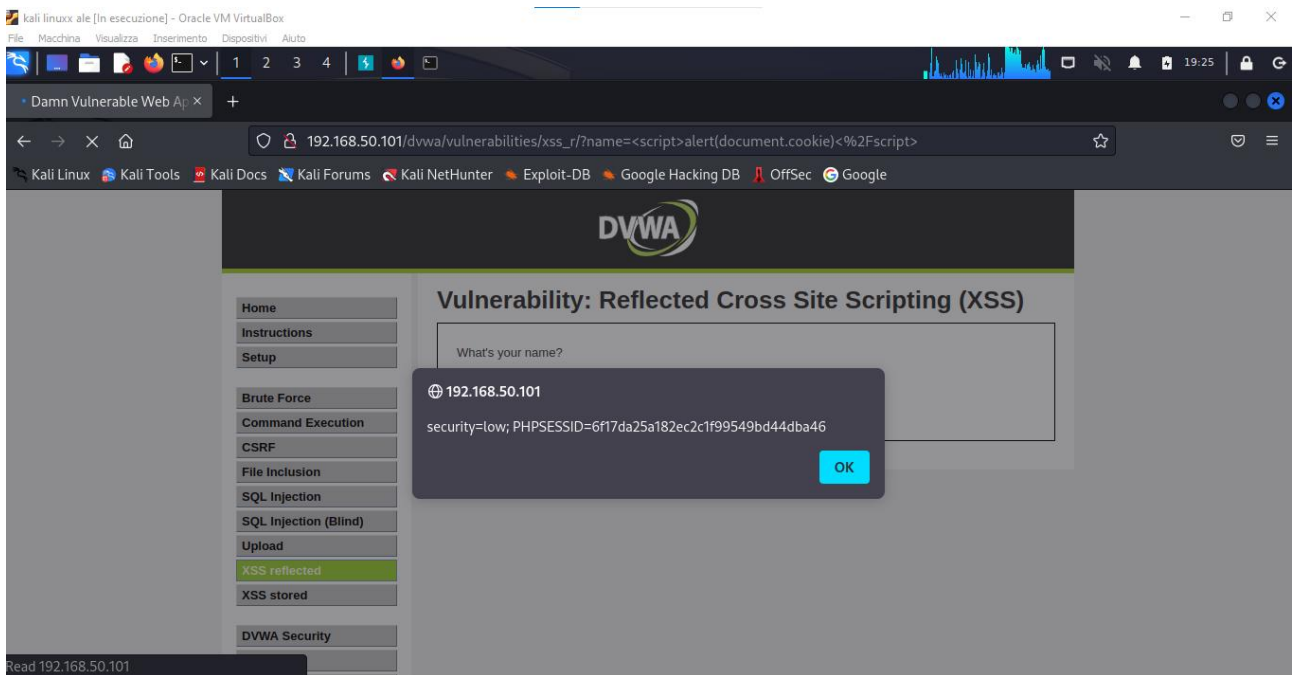 kali linuxx ale [In esecuzione] - Oracle VM VirtualBox
File Macchina Visualizza Inserimento Dispositivi Aiuto
1 2 3 4 19:25
Damn Vulnerable Web Ap
192.168.50.101/dvwa/vulnerabilities/xss_r/?name=<script>alert(document.cookie)<%2Fscript>
Kali Linux Kali Tools Kali Docs Kali Forums Kali NetHunter Exploit-DB Google Hacking DB OffSec Google
DVWA
Home
Instructions
Setup
Brute Force
Command Execution
CSRF
File Inclusion
SQL Injection
SQL Injection (Blind)
Upload
XSS reflected
XSS stored
DVWA Security
Vulnerability: Reflected Cross Site Scripting (XSS)
What's your name?
192.168.50.101
security=low; PHPSESSID=6f17da25a182ec2c1f99549bd44dba46
OK
Read 192.168.50.101